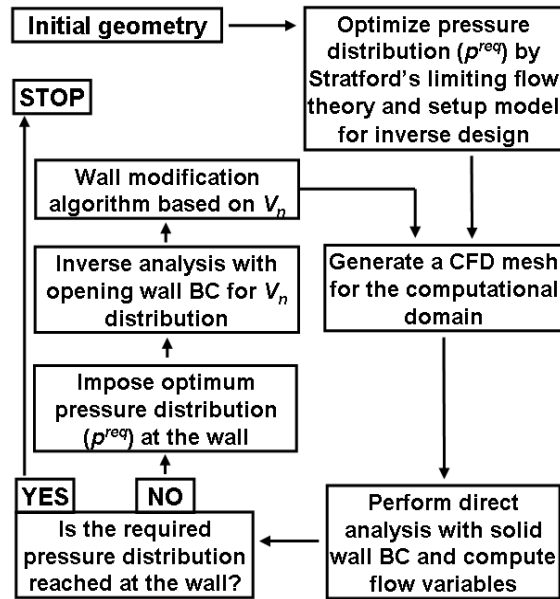 Initial geometry
Optimize pressure
distribution (p^req) by
Stratford's limiting flow
theory and setup model
for inverse design
STOP
Wall modification
algorithm based on V_n
Inverse analysis with
opening wall BC for V_n
distribution
Generate a CFD mesh
for the computational
domain
Impose optimum
pressure distribution
(p^req) at the wall
YES
NO
Is the required
pressure distribution
reached at the wall?
Perform direct
analysis with solid
wall BC and compute
flow variables